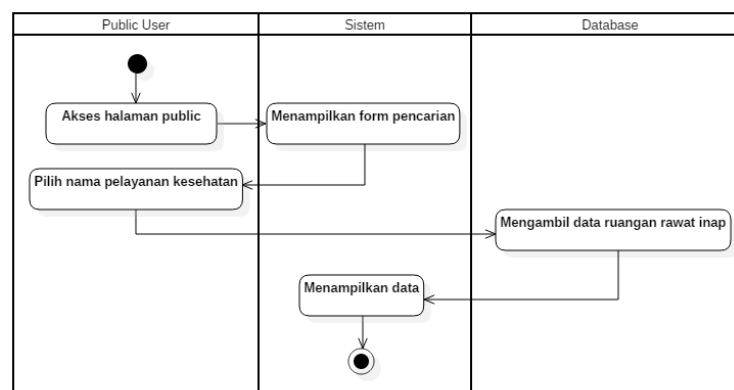 Public User
Sistem
Database
Akses halaman public
Menampilkan form pencarian
Pilih nama pelayanan kesehatan
Mengambil data ruangan rawat inap
Menampilkan data